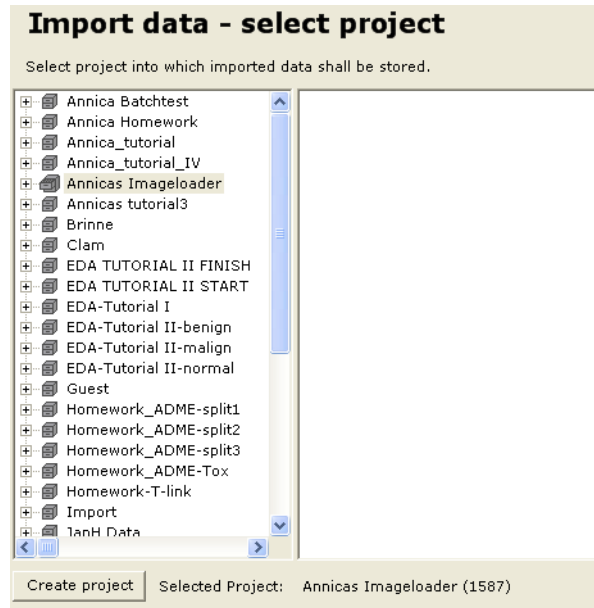 Import data - select project
Select project into which imported data shall be stored.
Annica Batchtest
Annica Homework
Annica_tutorial
Annica_tutorial_IV
Annicas Imageloader
Annicas tutorial3
Brinne
Clam
EDA TUTORIAL II FINISH
EDA TUTORIAL II START
EDA-Tutorial I
EDA-Tutorial II-benign
EDA-Tutorial II-malign
EDA-Tutorial II-normal
Guest
Homework_ADME-split1
Homework_ADME-split2
Homework_ADME-split3
Homework_ADME-Tox
Homework-T-link
Import
JanH Data
Create project Selected Project: Annicas Imageloader (1587)